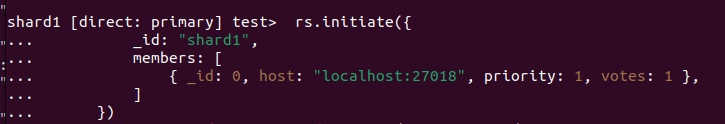 shard1 [direct: primary] test>  rs.initiate({
...         _id: "shard1",
...         members: [
...             { _id: 0, host: "localhost:27018", priority: 1, votes: 1 },
...         ]
...     })